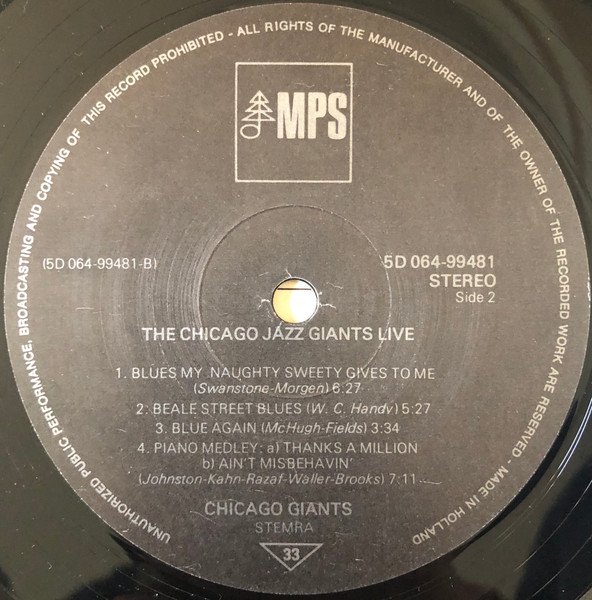 UNAUTHORIZED PUBLIC PERFORMANCE, BROADCASTING AND COPYING OF THIS RECORD PROHIBITED - ALL RIGHTS OF THE MANUFACTURER AND OF THE OWNER OF THE RECORDED WORK ARE RESERVED - MADE IN HOLLAND
MPS
(5D 064-99481-B)
5D 064-99481
STEREO
Side 2
THE CHICAGO JAZZ GIANTS LIVE
1. BLUES MY NAUGHTY SWEETY GIVES TO ME
(Swanstone-Morgen) 6:27
2: BEALE STREET BLUES (W. C. Handy) 5:27
3. BLUE AGAIN (McHugh-Fields) 3:34
4. PIANO MEDLEY: a) THANKS A MILLION
b) AIN'T MISBEHAVIN'
(Johnston-Kahn-Razaf-Waller-Brooks) 7:11
CHICAGO GIANTS
STEMRA
33